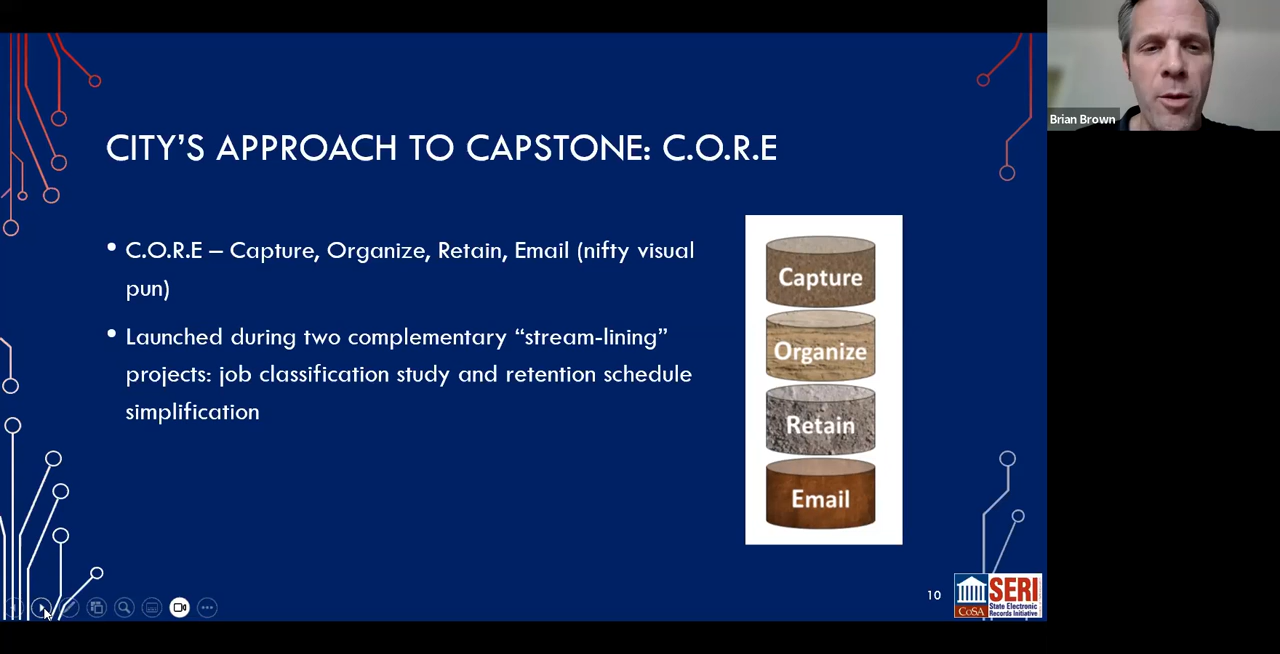 Brian Brown
CITY'S APPROACH TO CAPSTONE: C.O.R.E
• C.O.R.E – Capture, Organize, Retain, Email (nifty visual
pun)
• Launched during two complementary “stream-lining”
projects: job classification study and retention schedule
simplification
Capture
Organize
Retain
Email
10
CoSA
SERI
State Electronic
Records Initiative